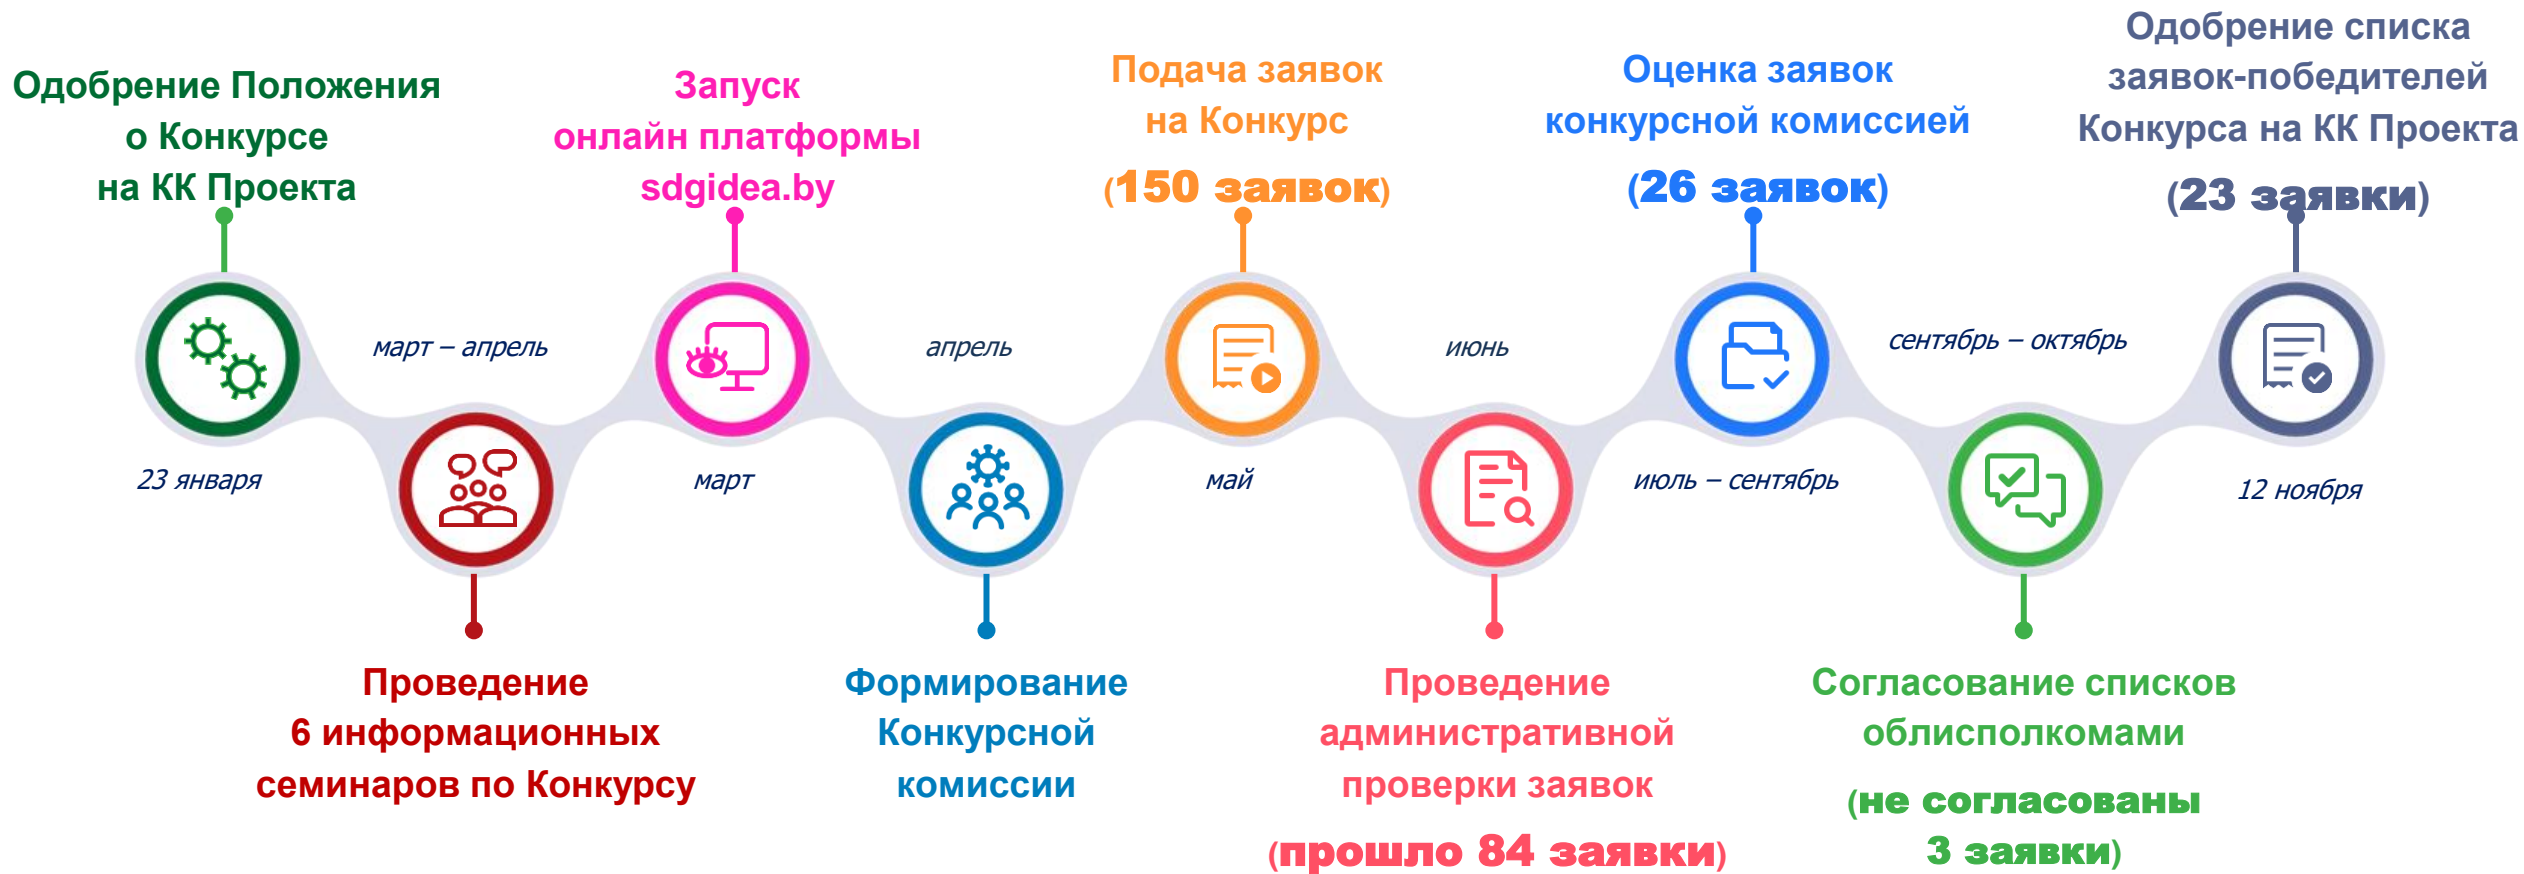 Одобрение Положения
о Конкурсе
на КК Проекта
23 января
март – апрель
Проведение
6 информационных
семинаров по Конкурсу
Запуск
онлайн платформы
sdgidea.by
март
апрель
Формирование
Конкурсной
комиссии
Подача заявок
на Конкурс
(150 заявок)
май
июнь
Проведение
административной
проверки заявок
(прошло 84 заявки)
Оценка заявок
конкурсной комиссией
(26 заявок)
июль – сентябрь
сентябрь – октябрь
Согласование списков
облисполкомами
(не согласованы
3 заявки)
Одобрение списка
заявок-победителей
Конкурса на КК Проекта
(23 заявки)
12 ноября